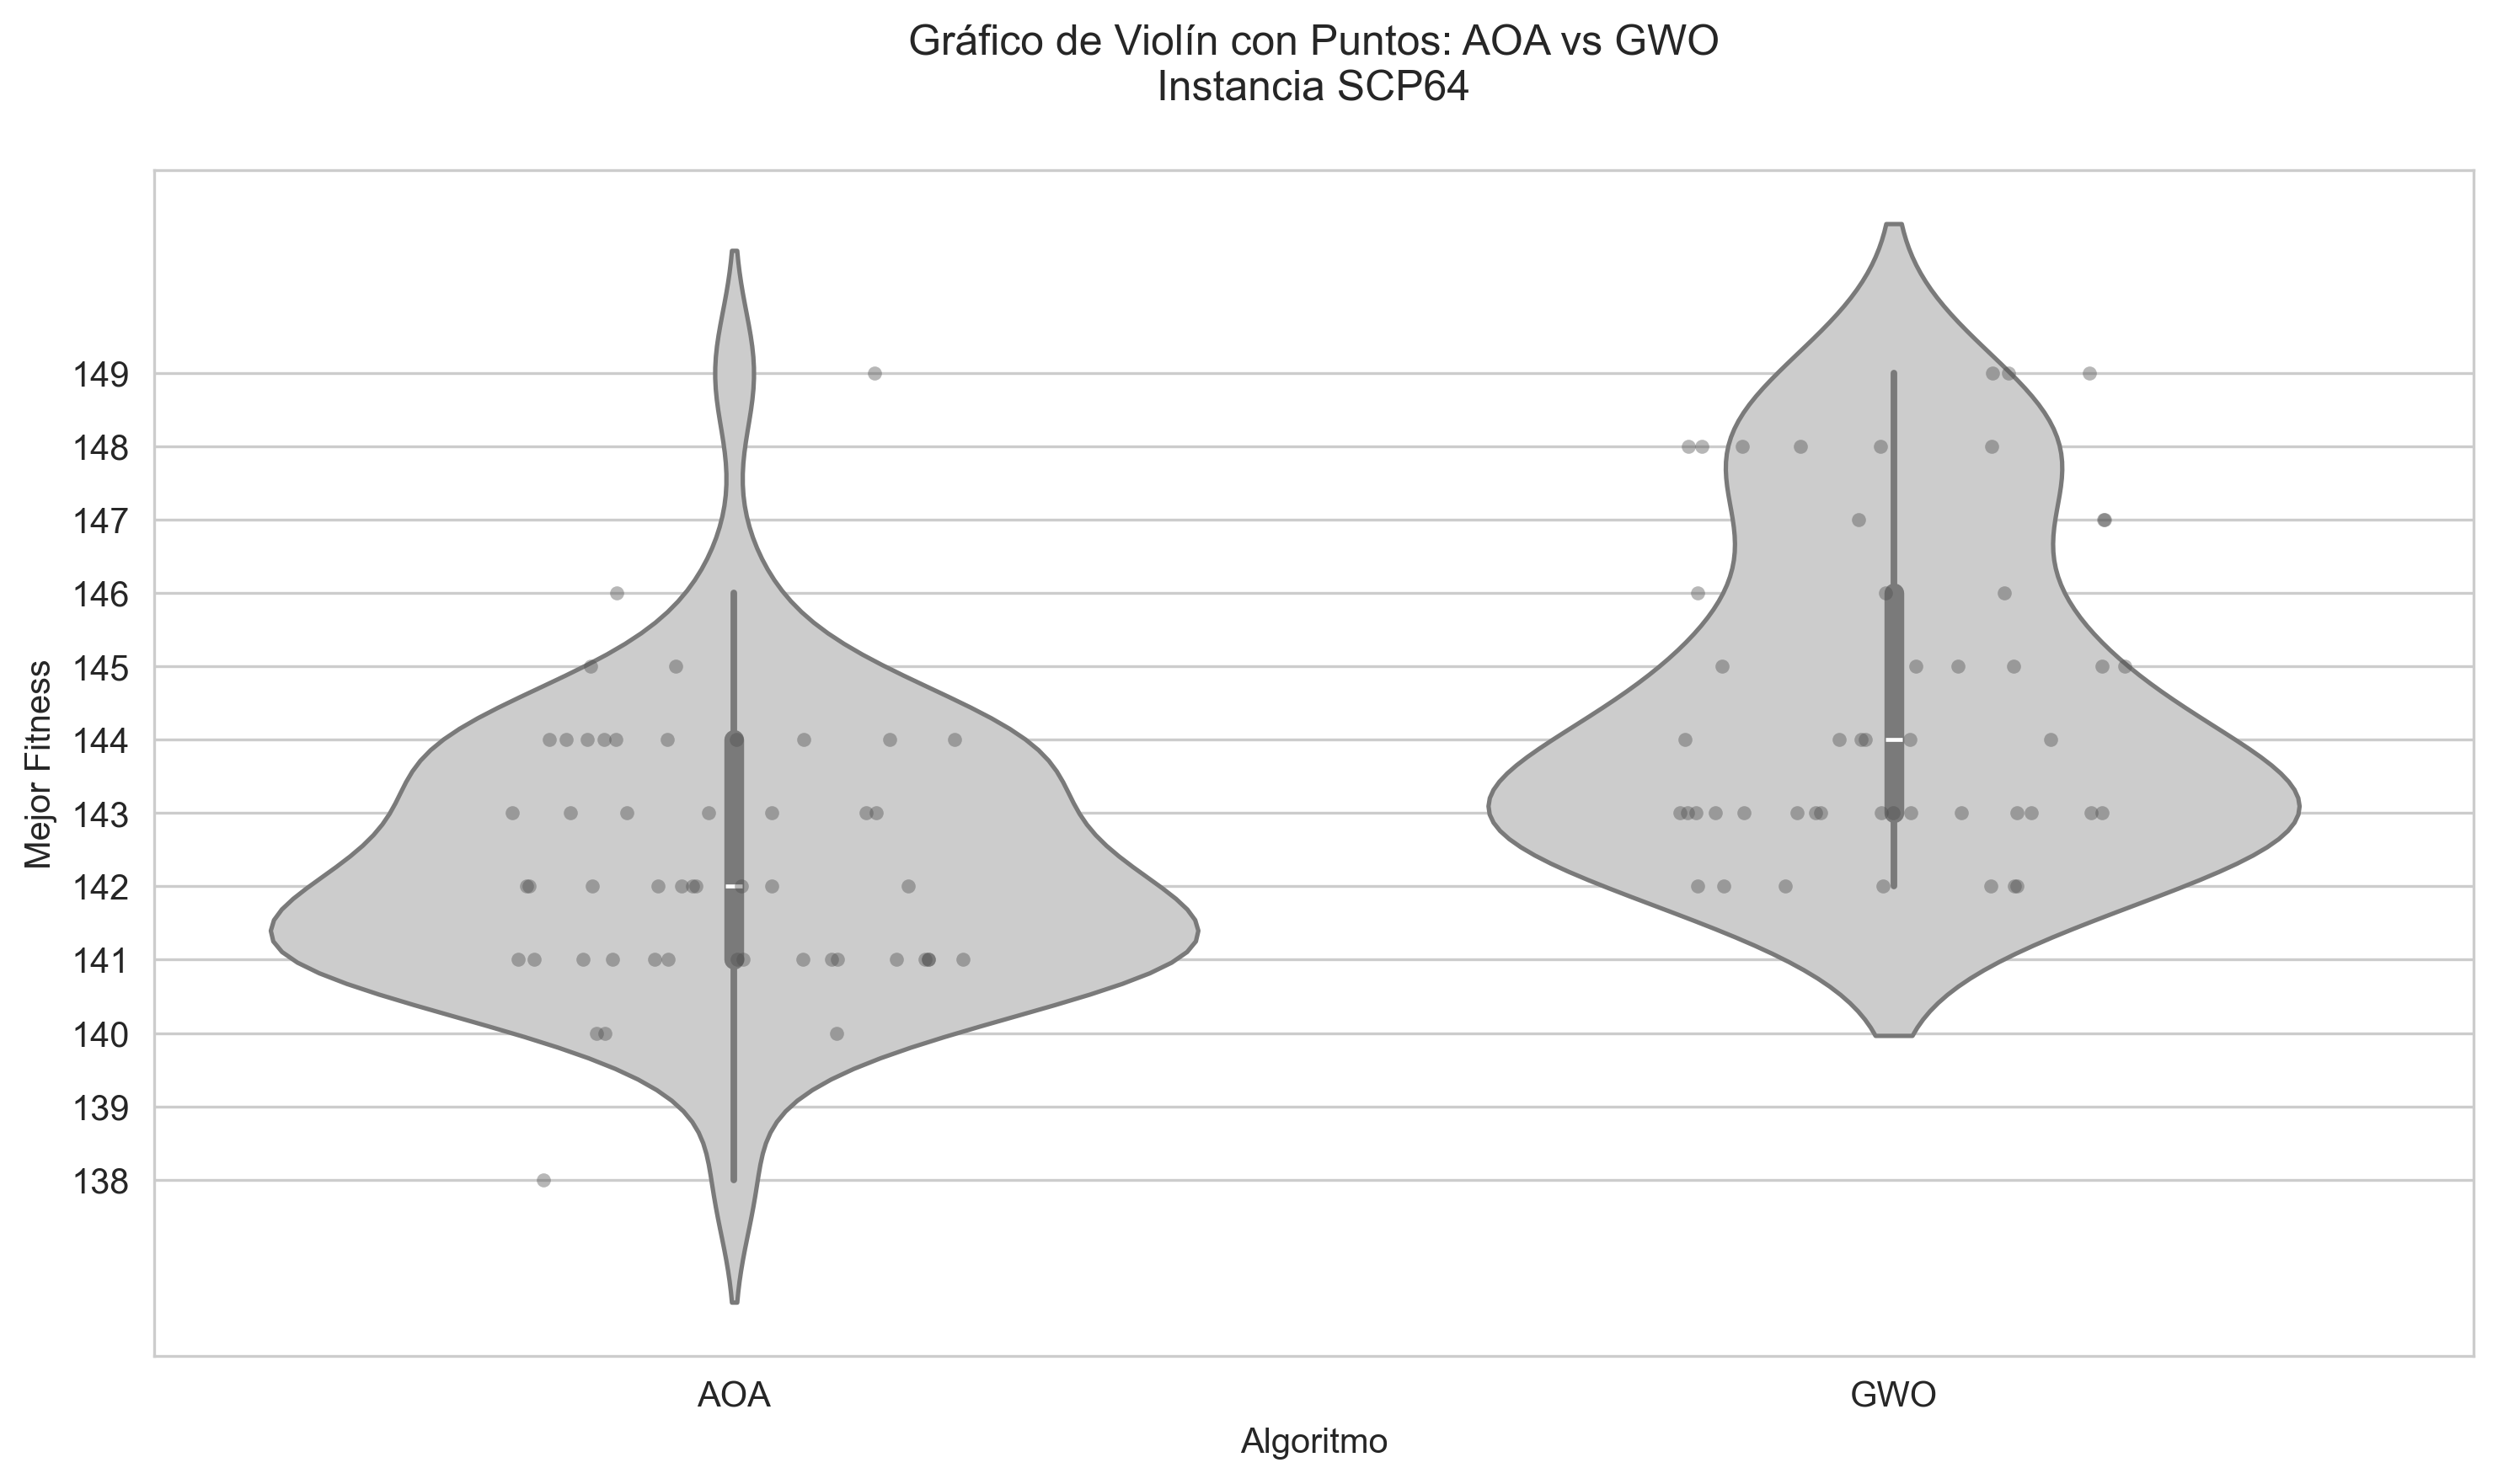 Gráfico de Violín con Puntos: AOA vs GWO
Instancia SCP64
Mejor Fitness
149
148
147
146
145
144
143
142
141
140
139
138
AOA
GWO
Algoritmo